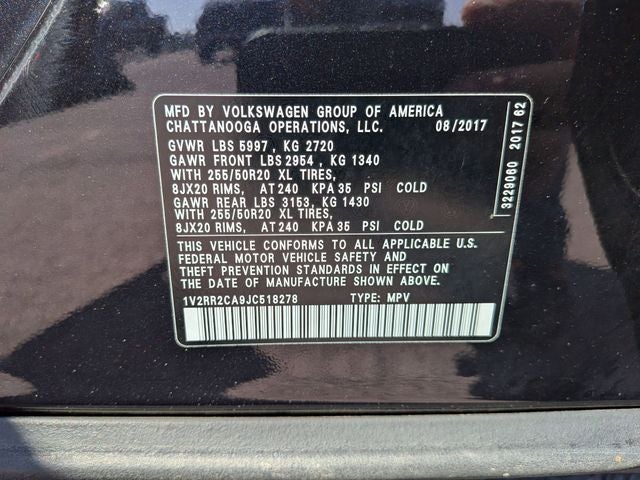 MFD BY VOLKSWAGEN GROUP OF AMERICA
CHATTANOOGA OPERATIONS, LLC. 08/2017
GVWR LBS 5997 , KG 2720
GAWR FRONT LBS 2954 , KG 1340
WITH 255/50R20 XL TIRES,
8JX20 RIMS, AT 240 KPA 35 PSI COLD
GAWR REAR LBS 3153, KG 1430
WITH 255/50R20 XL TIRES,
8JX20 RIMS, AT 240 KPA 35 PSI COLD
THIS VEHICLE CONFORMS TO ALL APPLICABLE U.S.
FEDERAL MOTOR VEHICLE SAFETY AND
THEFT PREVENTION STANDARDS IN EFFECT ON
THE DATE OF MANUFACTURE SHOWN ABOVE.
1V2RR2CA9JC518278 TYPE: MPV
3229060 2017 62